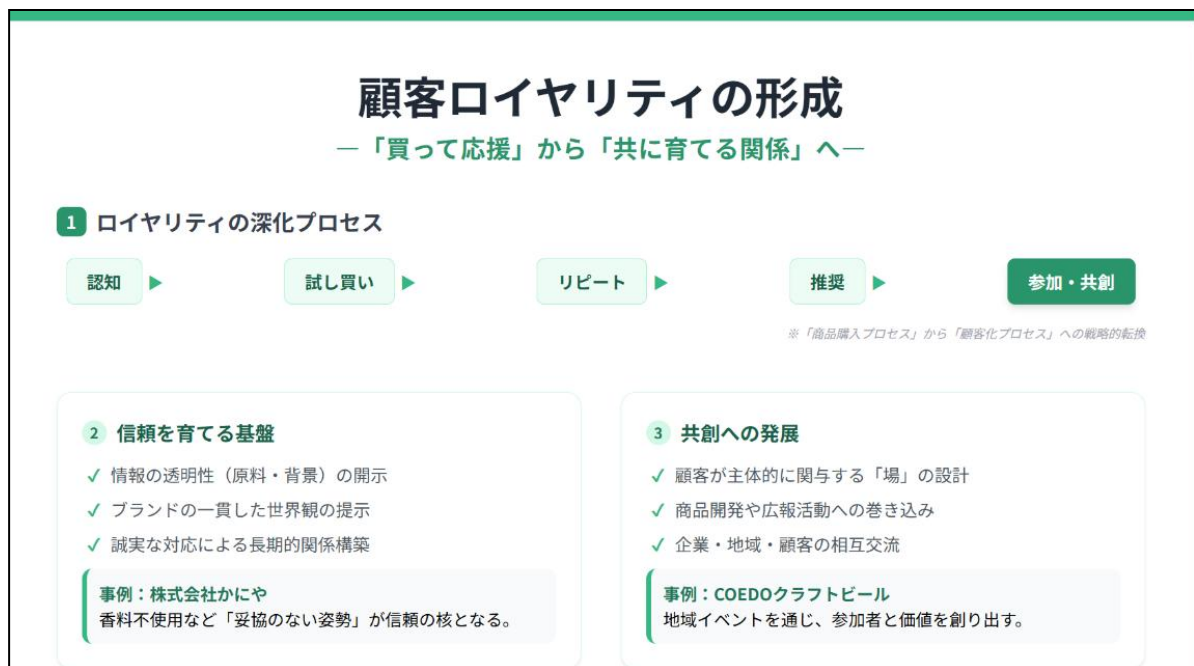 顧客ロイヤリティの形成
―「買って応援」から「共に育てる関係」へ―
1 ロイヤリティの深化プロセス
認知 ▶ 試し買い ▶ リピート ▶ 推奨 ▶ 参加・共創
※「商品購入プロセス」から「顧客化プロセス」への戦略的転換
2 信頼を育てる基盤
✓ 情報の透明性（原料・背景）の開示
✓ ブランドの一貫した世界観の提示
✓ 誠実な対応による長期的関係構築
事例：株式会社かにや
香料不使用など「妥協のない姿勢」が信頼の核となる。
3 共創への発展
✓ 顧客が主体的に関与する「場」の設計
✓ 商品開発や広報活動への巻き込み
✓ 企業・地域・顧客の相互交流
事例：COEDOクラフトビール
地域イベントを通じ、参加者と価値を創り出す。